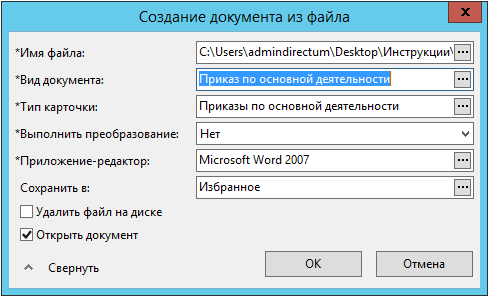 Создание документа из файла
*Имя файла: C:\Users\admindirectum\Desktop\Инструкции\ ...
*Вид документа: Приказ по основной деятельности ...
*Тип карточки: Приказы по основной деятельности ...
*Выполнить преобразование: Нет
*Приложение-редактор: Microsoft Word 2007 ...
Сохранить в: Избранное ...
Удалить файл на диске
Открыть документ
Свернуть OK Отмена